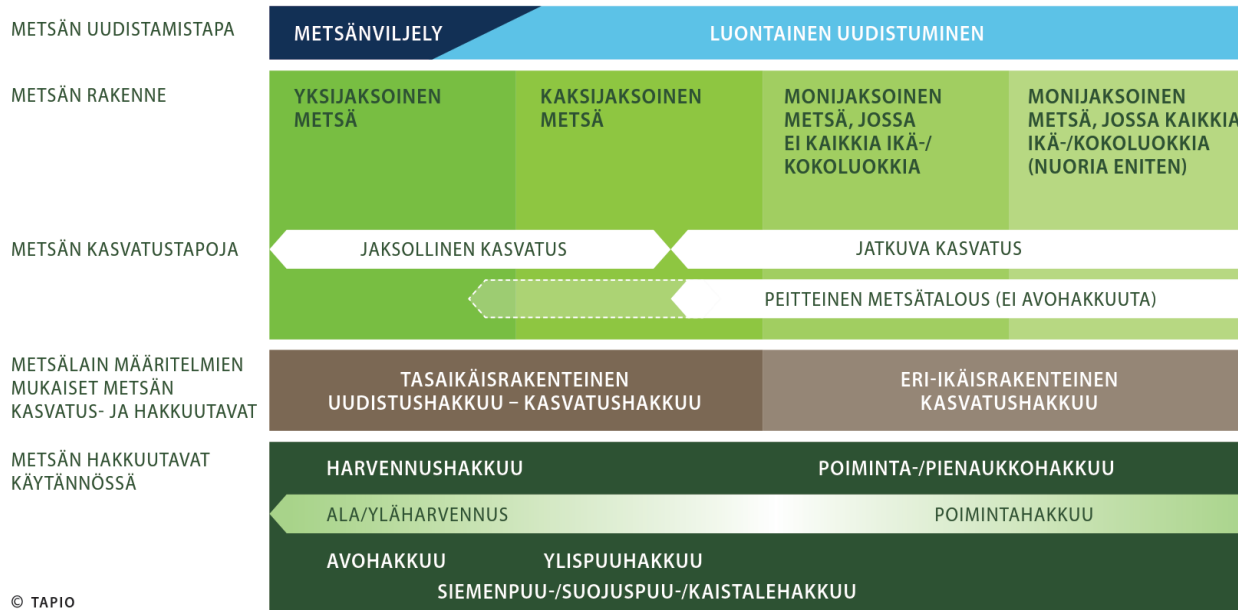 METSÄN UUDISTAMISTAPA
METSÄNVILJELY
LUONTAINEN UUDISTUMINEN
METSÄN RAKENNE
YKSIJAKSOINEN
METSÄ
KAKSIJAKSOINEN
METSÄ
MONIJAKSOINEN
METSÄ, JOSSA
EI KAIKKIA IKÄ-/
KOKOLUOKKIA
MONIJAKSOINEN
METSÄ, JOSSA KAIKKIA
IKÄ-/KOKOLUOKKIA
(NUORIA ENITEN)
METSÄN KASVATUSTAPOJA
JAKSOLLINEN KASVATUS
JATKUVA KASVATUS
PEITTEINEN METSÄTALOUS (EI AVOHAKKUUTA)
METSÄLAIN MÄÄRITELMIEN
MUKAISET METSÄN
KASVATUS- JA HAKKUUTAVAT
TASAIKÄISRAKENTEINEN
UUDISTUSHAKKUU – KASVATUSHAKKUU
ERI-IKÄISRAKENTEINEN
KASVATUSHAKKUU
METSÄN HAKKUUTAVAT
KÄYTÄNNÖSSÄ
HARVENNUSHAKKUU
POIMINTA-/PIENAUKKOHAKKUU
ALA/YLÄHARVENNUS
POIMINTAHAKKUU
AVOHAKKUU
YLISPUUHAKKUU
SIEMENPUU-/SUOJUSPUU-/KAISTALEHAKKUU
© TAPIO